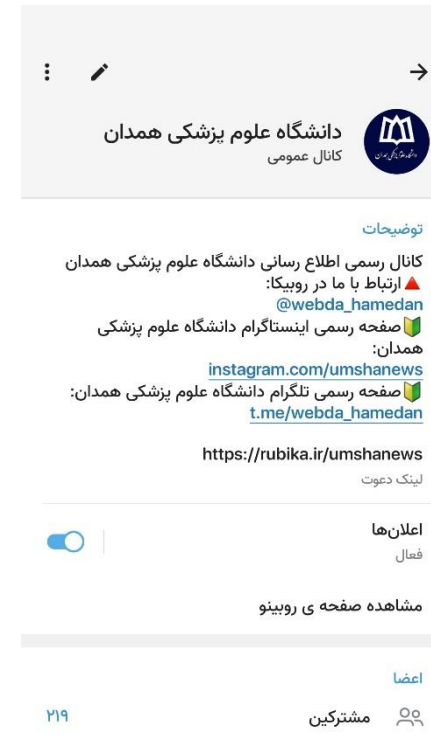 دانشگاه علوم پزشکی همدان
کانال عمومی
توضیحات
کانال رسمی اطلاع رسانی دانشگاه علوم پزشکی همدان
🔺ارتباط با ما در روبیکا:
@webda_hamedan
🔰صفحه رسمی اینستاگرام دانشگاه علوم پزشکی
همدان:
instagram.com/umshanews
🔰صفحه رسمی تلگرام دانشگاه علوم پزشکی همدان:
t.me/webda_hamedan
https://rubika.ir/umshanews
لینک دعوت
اعلان‌ها
فعال
مشاهده صفحه ی روبینو
اعضا
مشترکین
۲۱۹